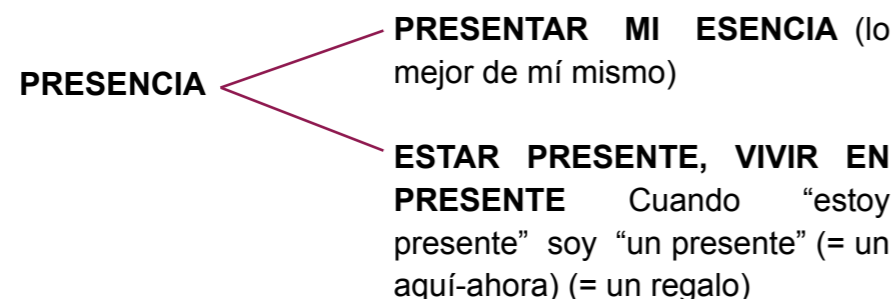 PRESENTAR MI ESENCIA (lo
mejor de mí mismo)
PRESENCIA
ESTAR PRESENTE, VIVIR EN
PRESENTE Cuando “estoy
presente” soy “un presente” (= un
aquí-ahora) (= un regalo)